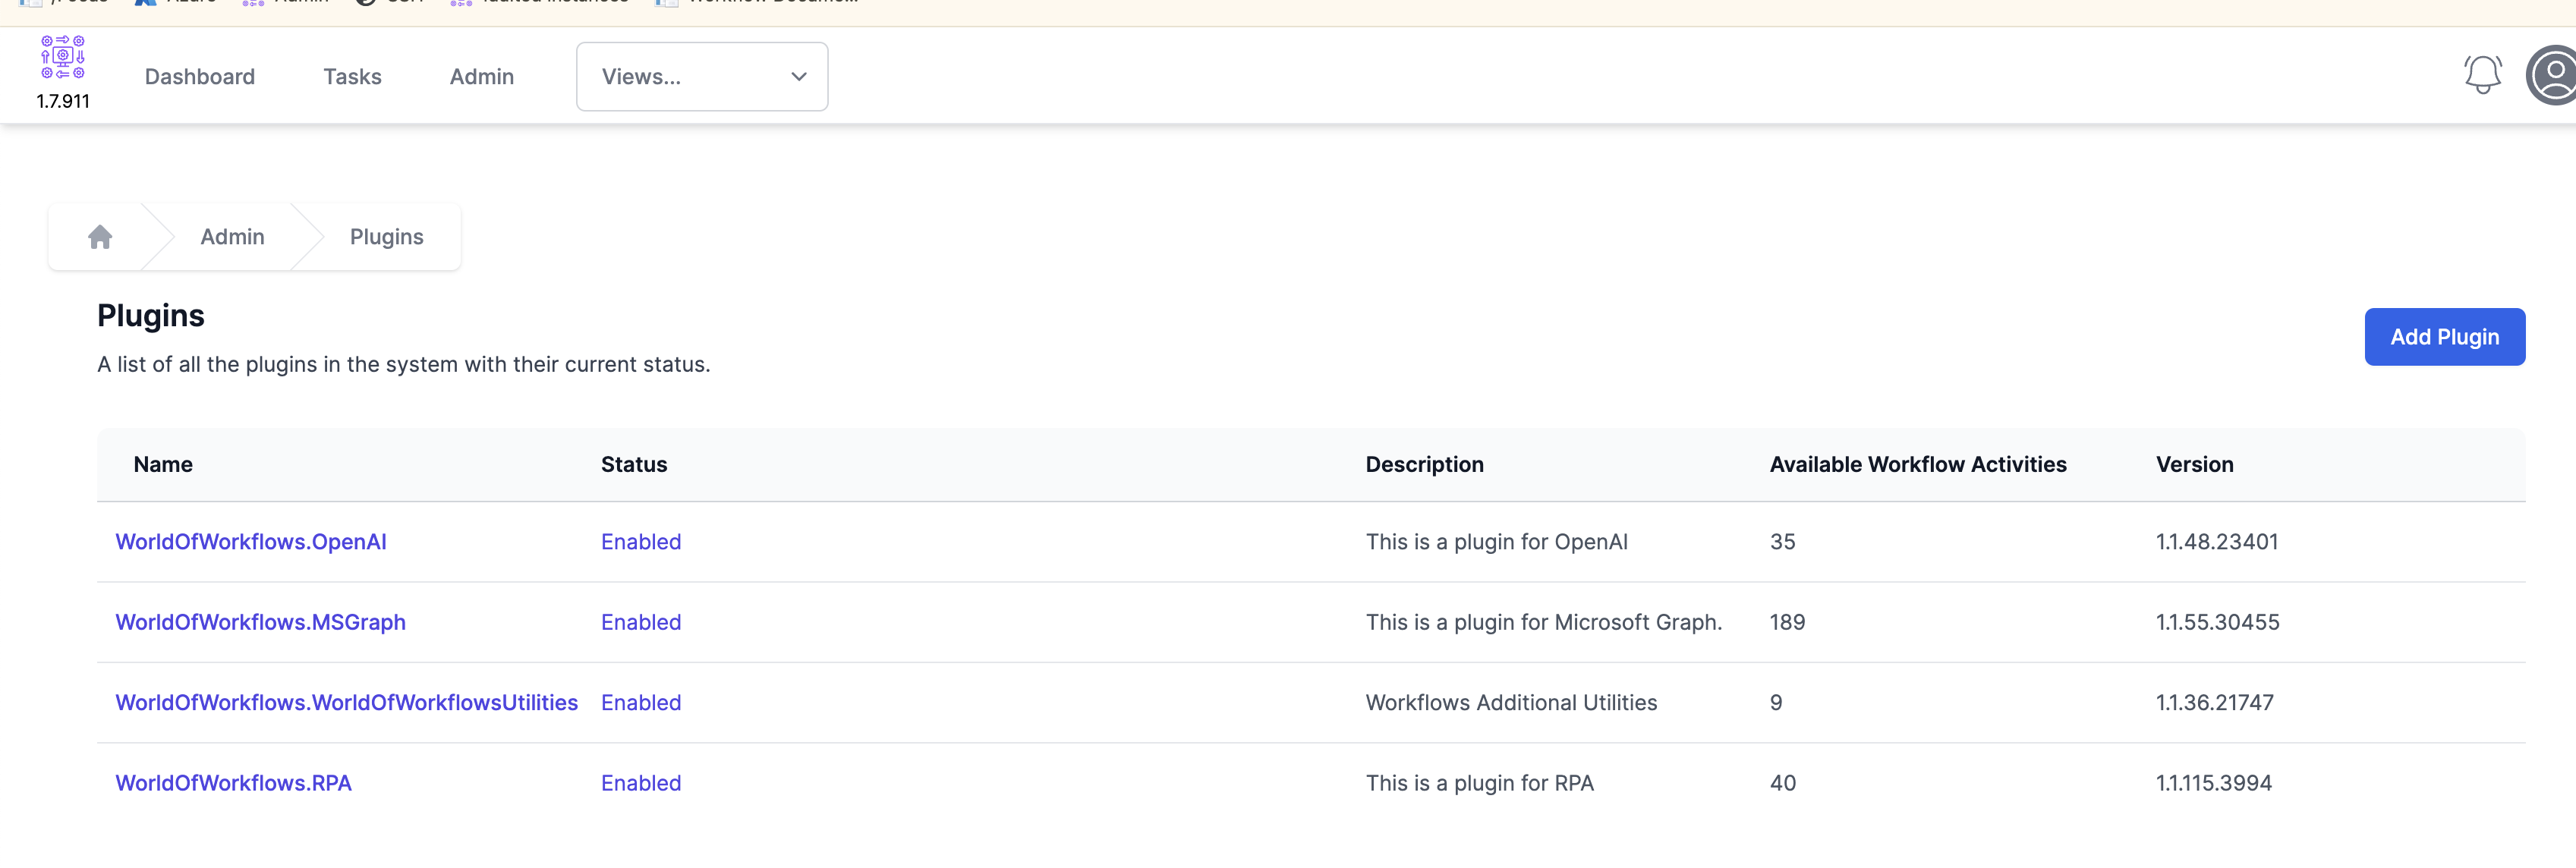 Dashboard Tasks Admin Views...
1.7.911
Admin Plugins
Plugins
Add Plugin
A list of all the plugins in the system with their current status.
Name Status Description Available Workflow Activities Version
WorldOfWorkflows.OpenAI Enabled This is a plugin for OpenAI 35 1.1.48.23401
WorldOfWorkflows.MSGraph Enabled This is a plugin for Microsoft Graph. 189 1.1.55.30455
WorldOfWorkflows.WorldOfWorkflowsUtilities Enabled Workflows Additional Utilities 9 1.1.36.21747
WorldOfWorkflows.RPA Enabled This is a plugin for RPA 40 1.1.115.3994